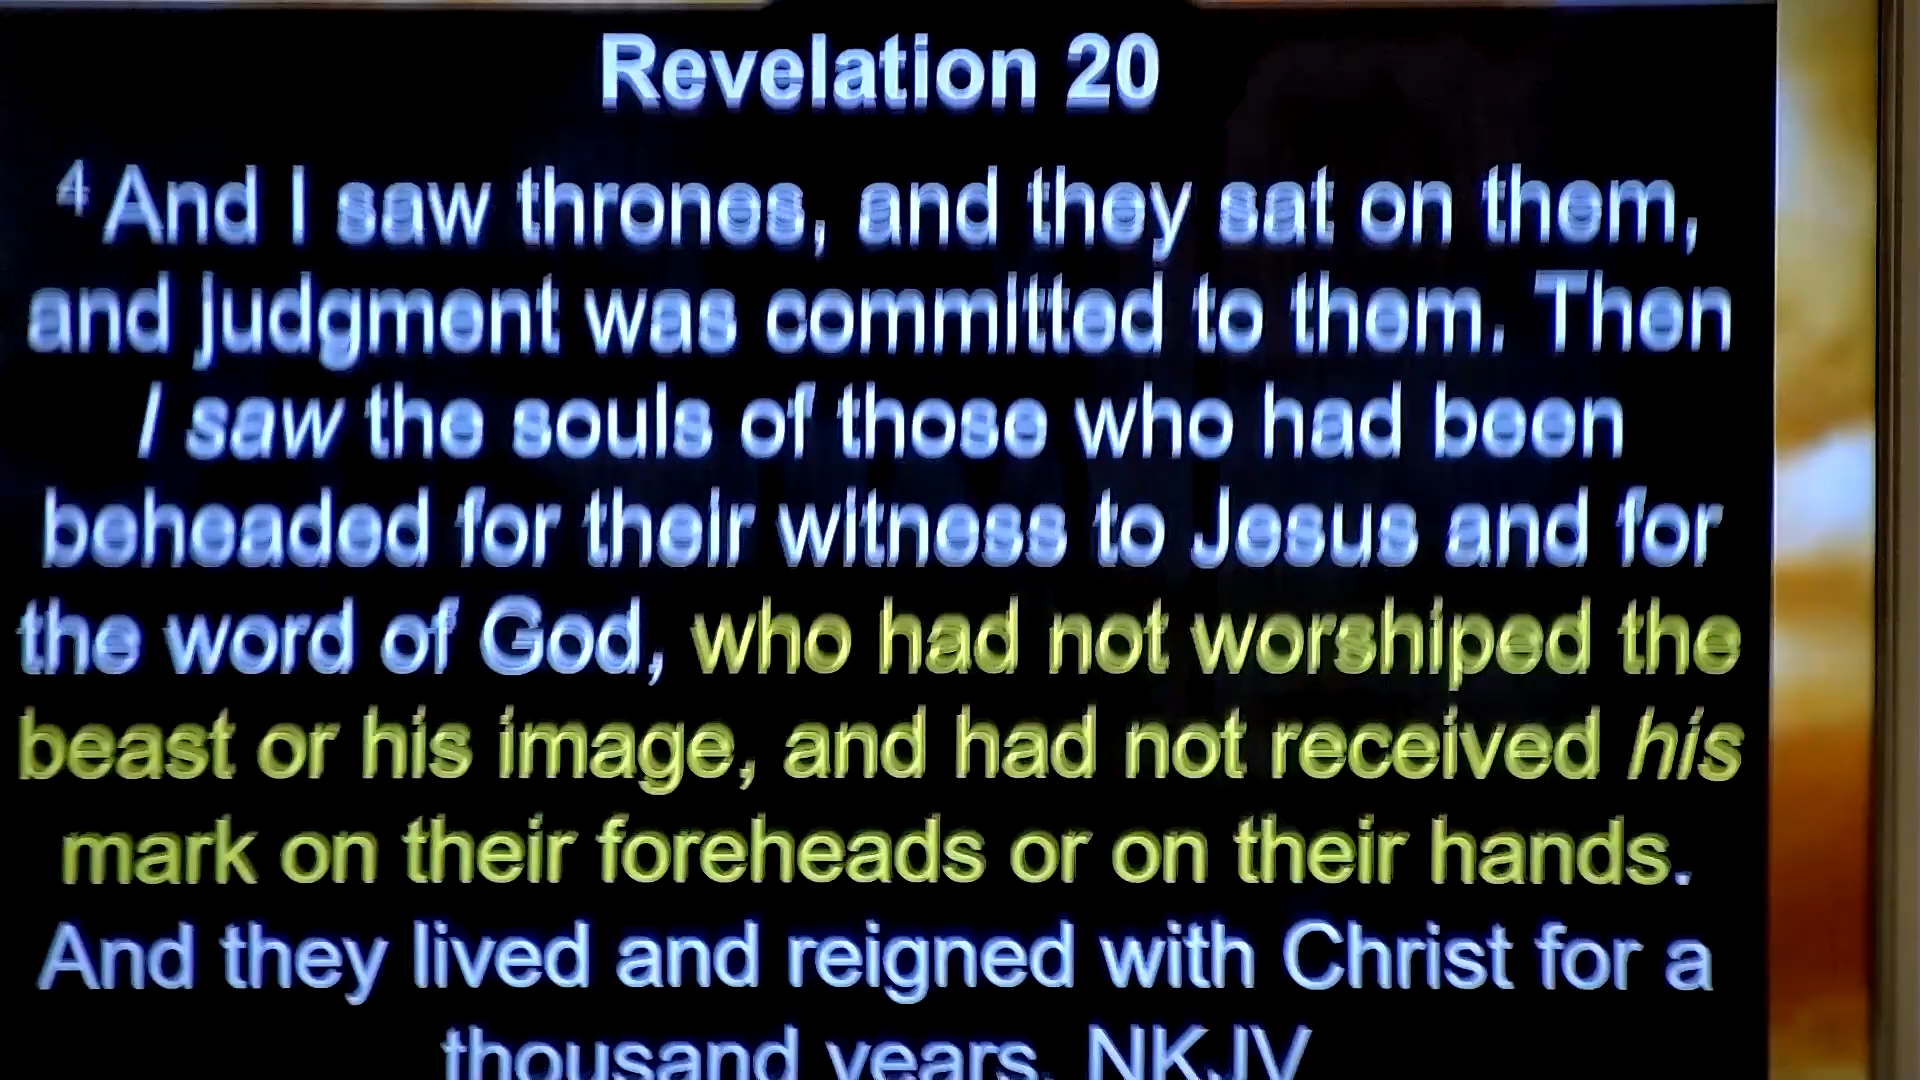 Revelation 20
4 And I saw thrones, and they sat on them,
and judgment was committed to them. Then
I saw the souls of those who had been
beheaded for their witness to Jesus and for
the word of God, who had not worshiped the
beast or his image, and had not received his
mark on their foreheads or on their hands.
And they lived and reigned with Christ for a
thousand years. NKJV